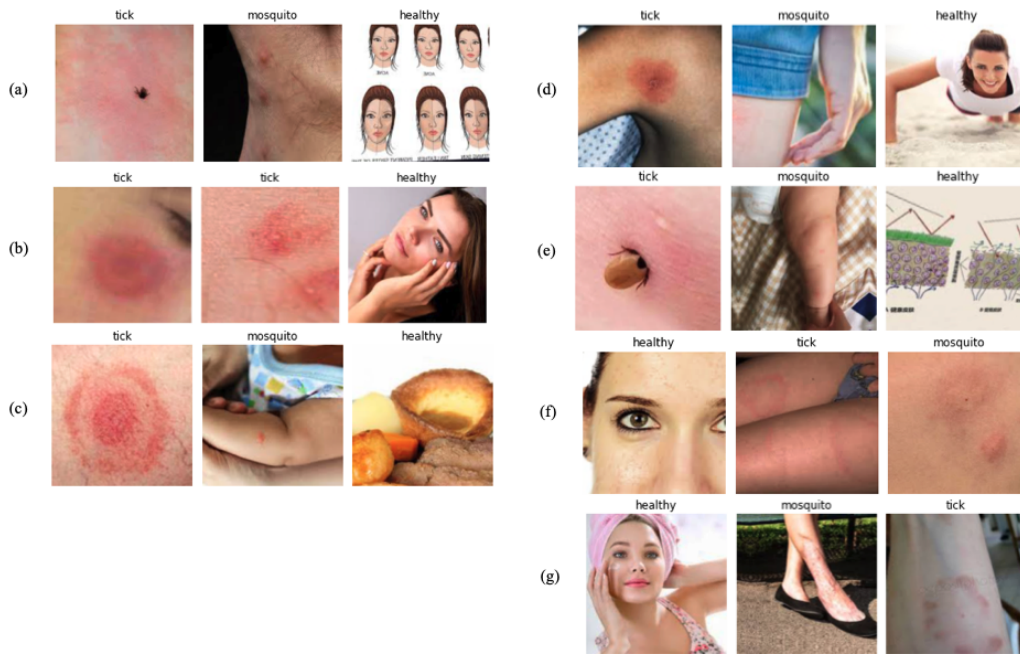 tick mosquito healthy
(a)
tick tick healthy
(b)
tick mosquito healthy
(c)
tick mosquito healthy
(d)
tick mosquito healthy
(e)
healthy tick mosquito
(f)
healthy mosquito tick
(g)